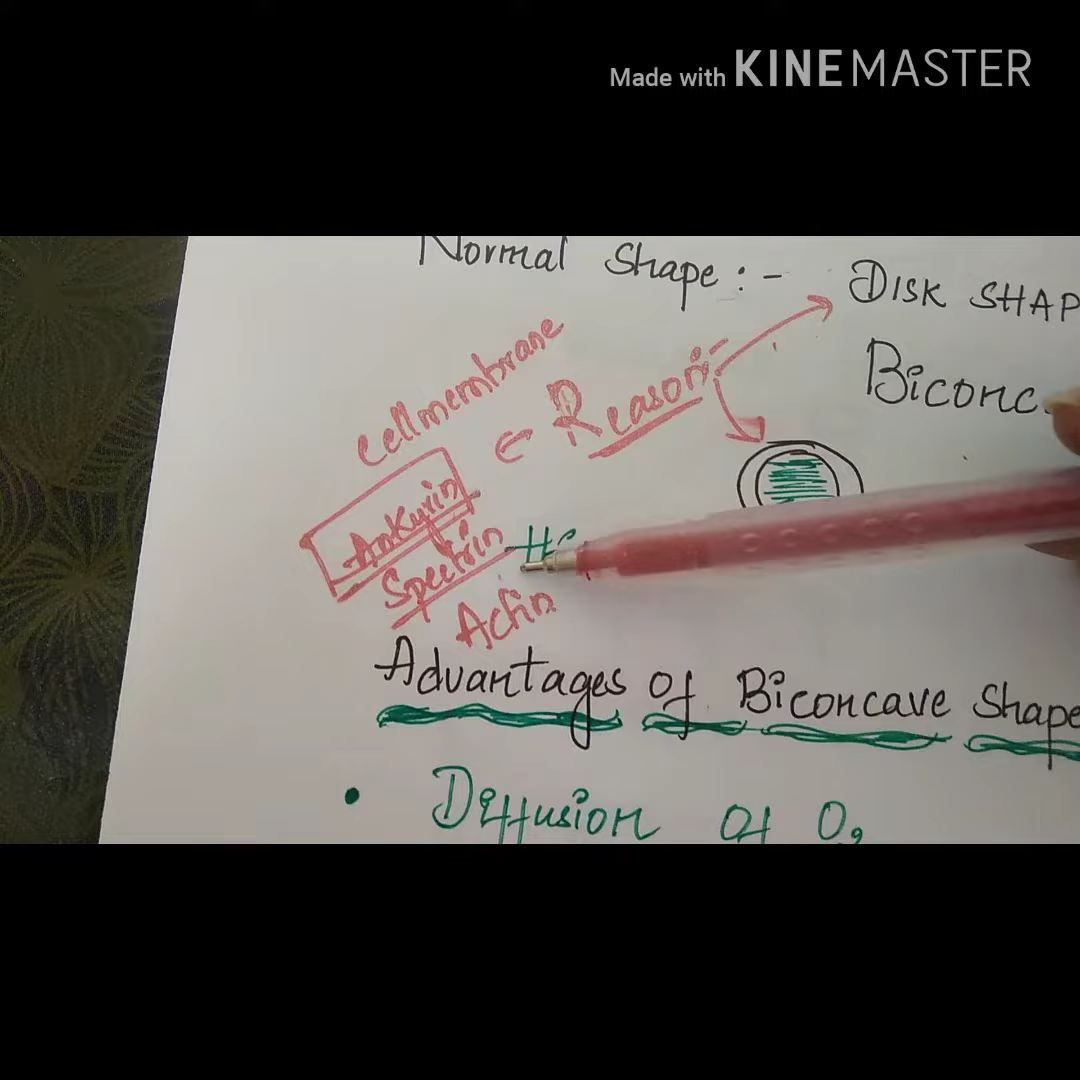 Made with KINEMASTER
Normal Shape :-
DISK SHAP
Biconc
cellmembrane
← Reason:-
Ankyrin
Spectrin
Actin
Advantages Of Biconcave Shape
• Diffusion Of O2